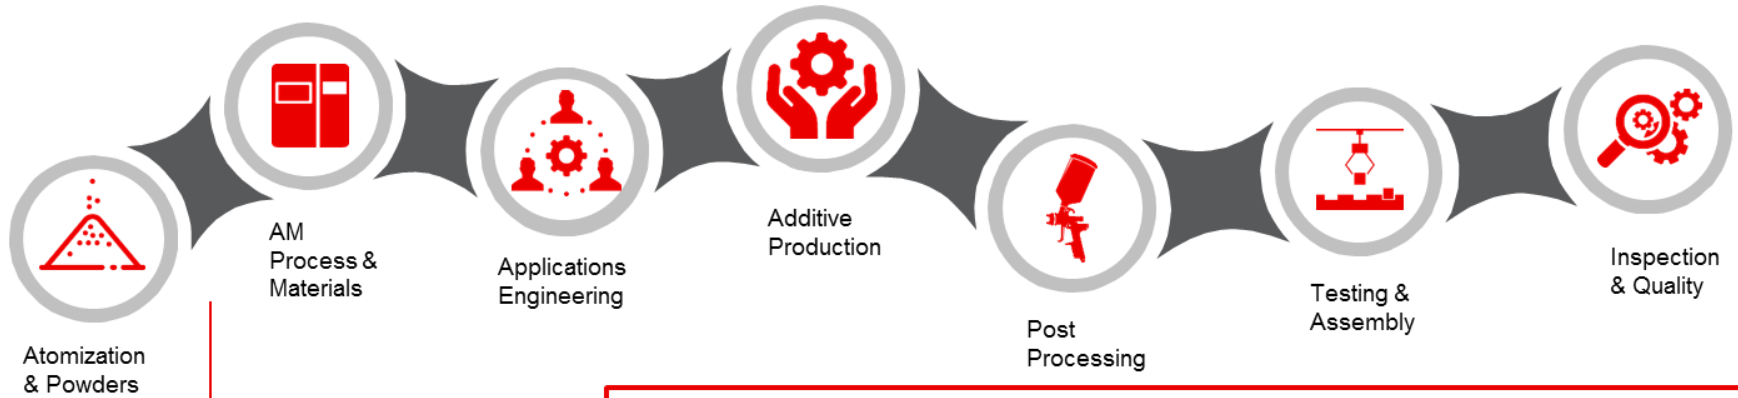 Atomization
& Powders
AM
Process &
Materials
Applications
Engineering
Additive
Production
Post
Processing
Testing &
Assembly
Inspection
& Quality